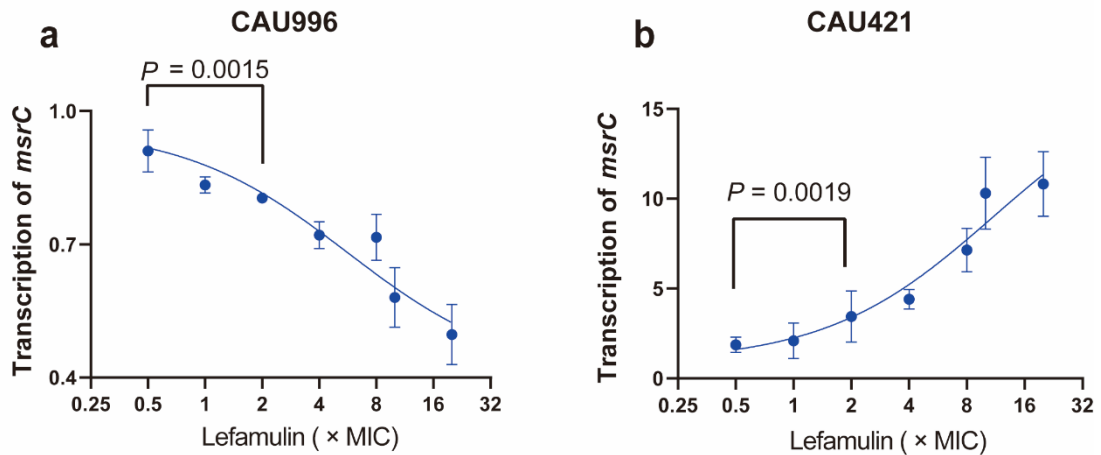 a
CAU996
P = 0.0015
Transcription of msrC
1.0
0.7
0.4
0.25 0.5 1 2 4 8 16 32
Lefamulin ( × MIC)
b
CAU421
P = 0.0019
Transcription of msrC
15
10
5
0
0.25 0.5 1 2 4 8 16 32
Lefamulin ( × MIC)